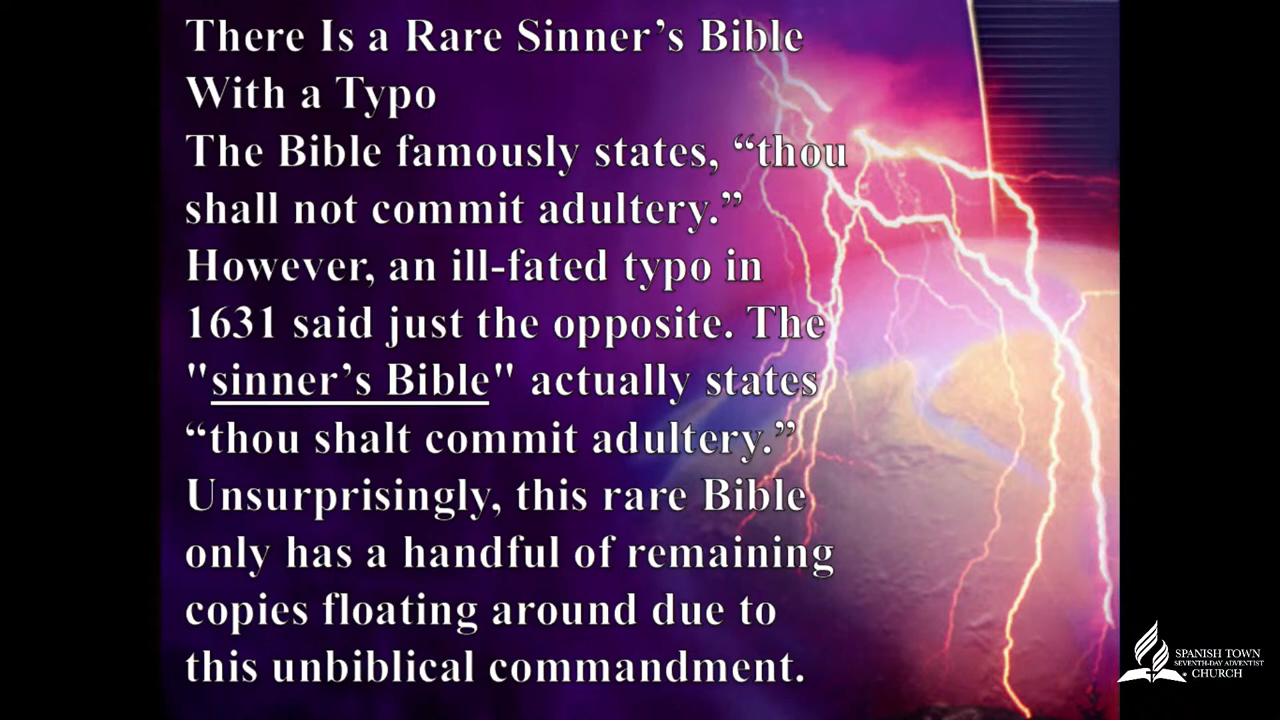 There Is a Rare Sinner’s Bible
With a Typo
The Bible famously states, “thou
shall not commit adultery.”
However, an ill-fated typo in
1631 said just the opposite. The
"sinner’s Bible" actually states
“thou shalt commit adultery.”
Unsurprisingly, this rare Bible
only has a handful of remaining
copies floating around due to
this unbiblical commandment.
SPANISH TOWN
SEVENTH-DAY ADVENTIST
CHURCH